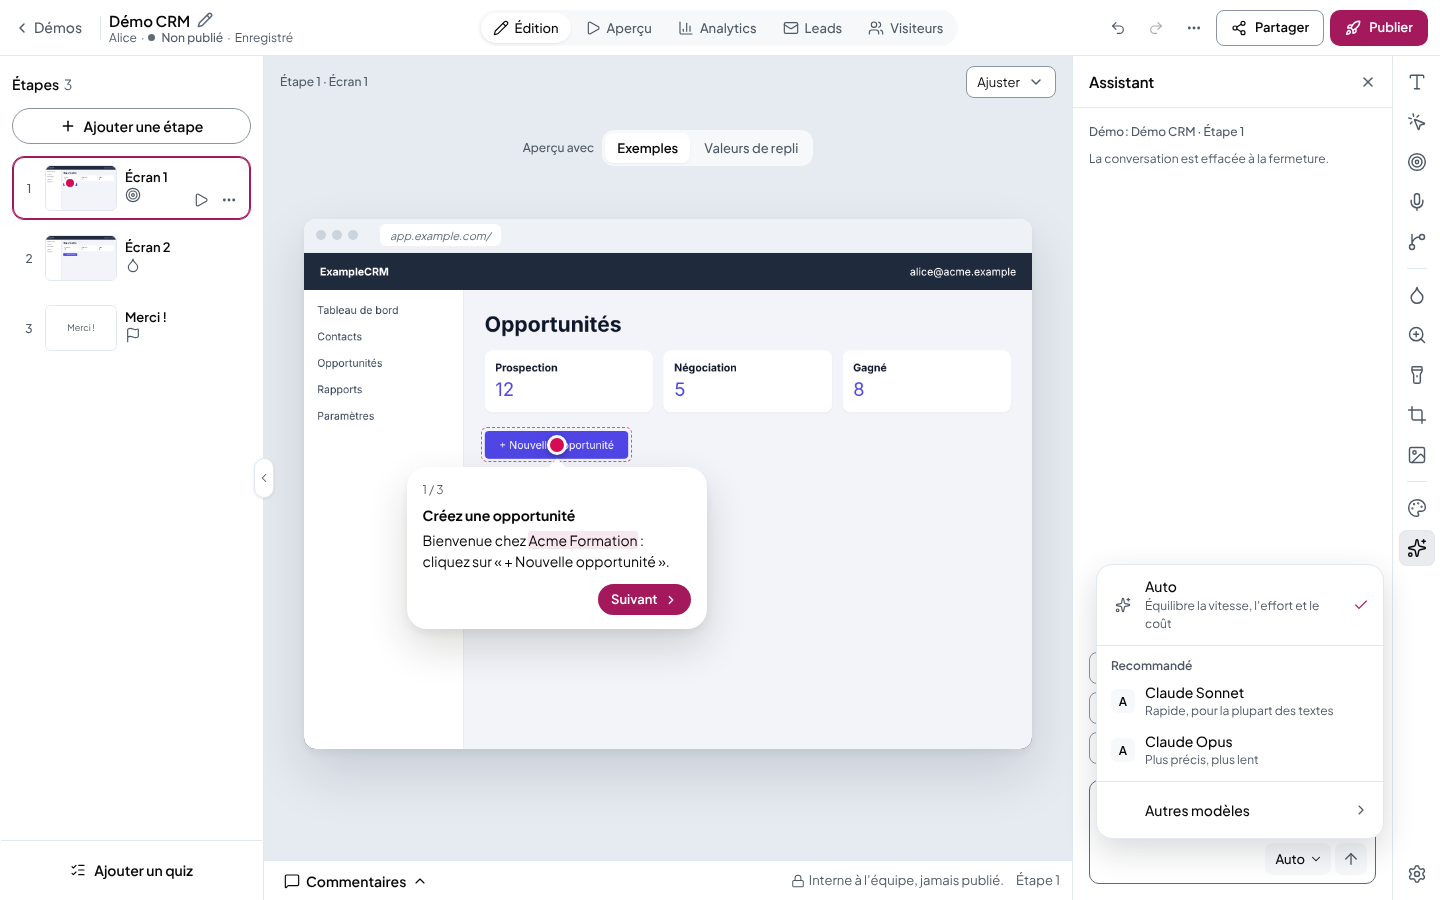 Démos
Démo CRM
Alice · Non publié · Enregistré
Édition
Aperçu
Analytics
Leads
Visiteurs
Partager
Publier
Étapes 3
Ajouter une étape
1
Écran 1
2
Écran 2
3
Merci !
Merci !
Ajouter un quiz
Étape 1 · Écran 1
Ajuster
Aperçu avec
Exemples
Valeurs de repli
app.example.com/
ExampleCRM
alice@acme.example
Tableau de bord
Contacts
Opportunités
Rapports
Paramètres
Opportunités
Prospection
12
Négociation
5
Gagné
8
+ Nouvelle opportunité
1 / 3
Créez une opportunité
Bienvenue chez Acme Formation :
cliquez sur « + Nouvelle opportunité ».
Suivant
Commentaires
Interne à l'équipe, jamais publié.
Étape 1
Assistant
Démo : Démo CRM · Étape 1
La conversation est effacée à la fermeture.
Auto
Équilibre la vitesse, l'effort et le
coût
Recommandé
A
Claude Sonnet
Rapide, pour la plupart des textes
A
Claude Opus
Plus précis, plus lent
Autres modèles
Auto